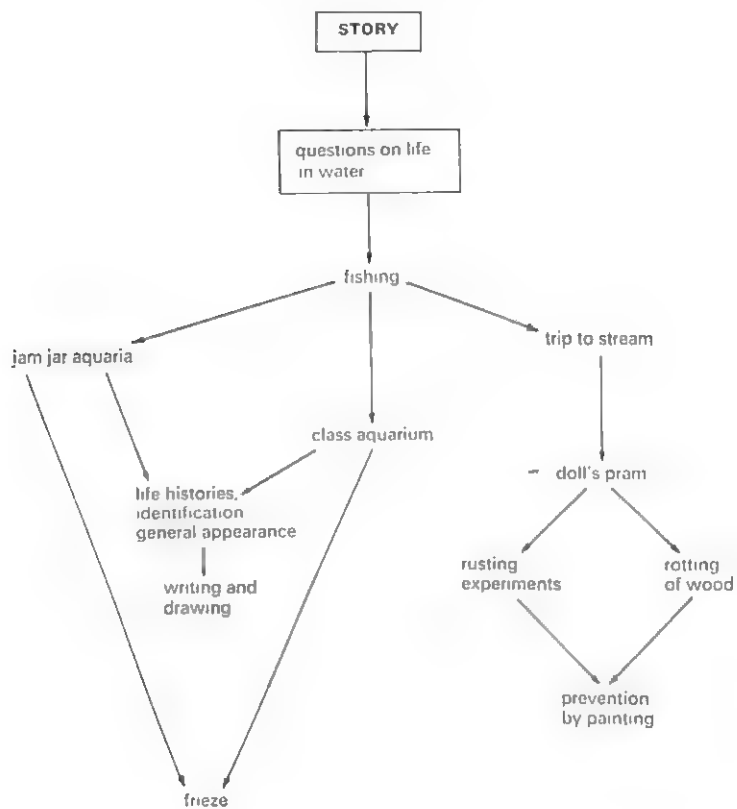 STORY
questions on life
in water
fishing
jam jar aquaria
trip to stream
class aquarium
doll's pram
life histories,
identification
general appearance
rusting
experiments
rotting
of wood
writing and
drawing
prevention
by painting
frieze